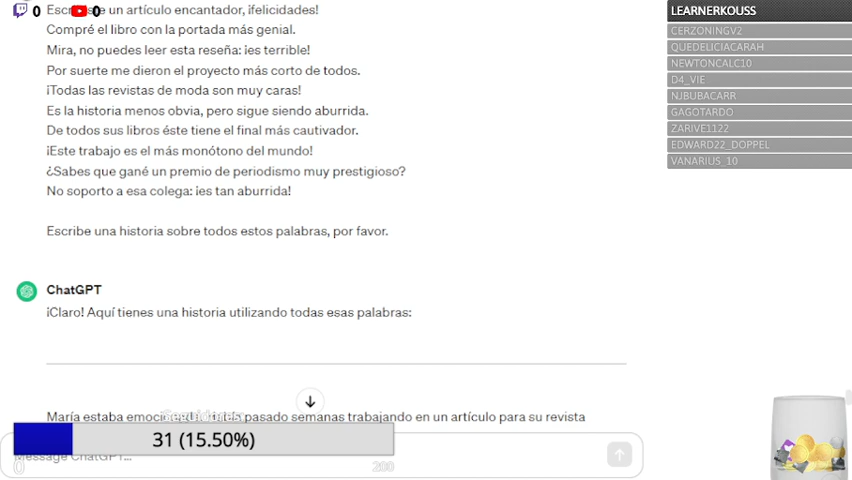 0 0
Escribiste un artículo encantador, ¡felicidades!
Compré el libro con la portada más genial.
Mira, no puedes leer esta reseña: ¡es terrible!
Por suerte me dieron el proyecto más corto de todos.
¡Todas las revistas de moda son muy caras!
Es la historia menos obvia, pero sigue siendo aburrida.
De todos sus libros éste tiene el final más cautivador.
¡Este trabajo es el más monótono del mundo!
¿Sabes que gané un premio de periodismo muy prestigioso?
No soporto a esa colega: ¡es tan aburrida!
Escribe una historia sobre todos estos palabras, por favor.
ChatGPT
¡Claro! Aquí tienes una historia utilizando todas esas palabras:
María estaba pasado semanas trabajando en un artículo para su revista
Seguidores:
31 (15.50%)
Message ChatGPT...
0 200
LEARNERKOUSS
CERZONINGV2
QUEDELICIACARAH
NEWTONCALC10
D4_VIE
NJBUBACARR
GAGOTARDO
ZARIVE1122
EDWARD22_DOPPEL
VANARIUS_10